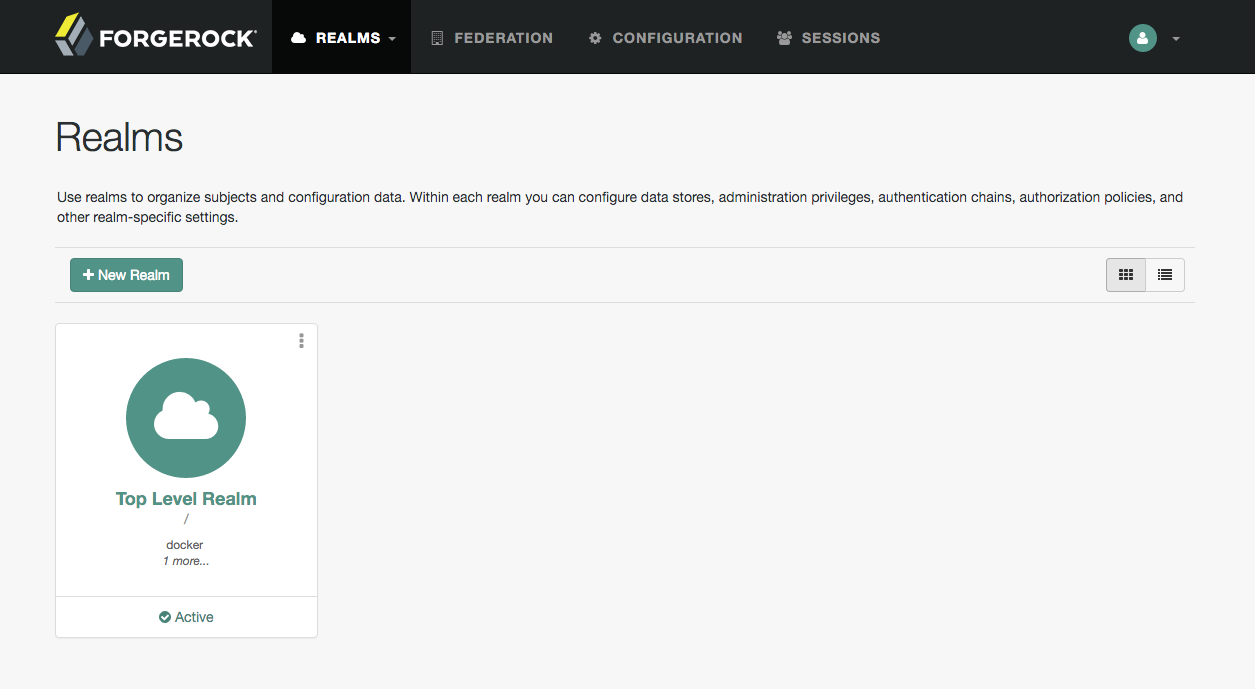 FORGEROCK REALMS FEDERATION CONFIGURATION SESSIONS
Realms
Use realms to organize subjects and configuration data. Within each realm you can configure data stores, administration privileges, authentication chains, authorization policies, and
other realm-specific settings.
+ New Realm
Top Level Realm
/
docker
1 more...
Active